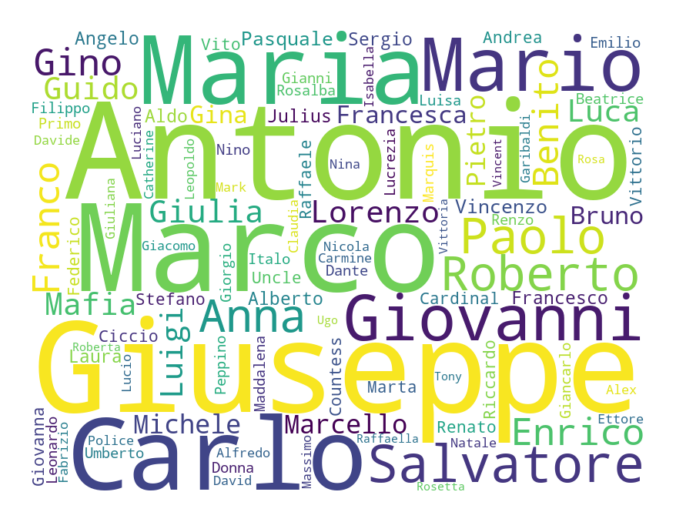 Angelo
Vito
Pasquale
Sergio
Andrea
Emilio
Gino
Maria
Mario
Guido
Gianni
Rosalba
Isabella
Luisa
Beatrice
Filippo
Primo
Davide
Luciano
Aldo
Gina
Julius
Francesca
Pietro
Benito
Luca
Garibaldi
Vittorio
Antonio
Catherine
Leopoldo
Mark
Nino
Raffaele
Nina
Lucrezia
Marquis
Vincent
Rosa
Franco
Federico
Giuliana
Giulia
Claudia
Lorenzo
Vittoria
Vincenzo
Renzo
Bruno
Marco
Giacomo
Giorgio
Italo
Uncle
Nicola
Carmine
Dante
Paolo
Roberto
Mafia
Stefano
Alberto
Cardinal
Francesco
Ciccio
Luigi
Anna
Ugo
Giovanni
Roberta
Laura
Lucio
Peppino
Maddalena
Countess
Marta
Tony
Riccardo
Giancarlo
Alex
Giuseppe
Giovanna
Leonardo
Fabrizio
Michele
Marcello
Renato
Enrico
Ettore
Police
Umberto
Carlo
Alfredo
Donna
David
Massimo
Raffaella
Natale
Salvatore
Rosetta